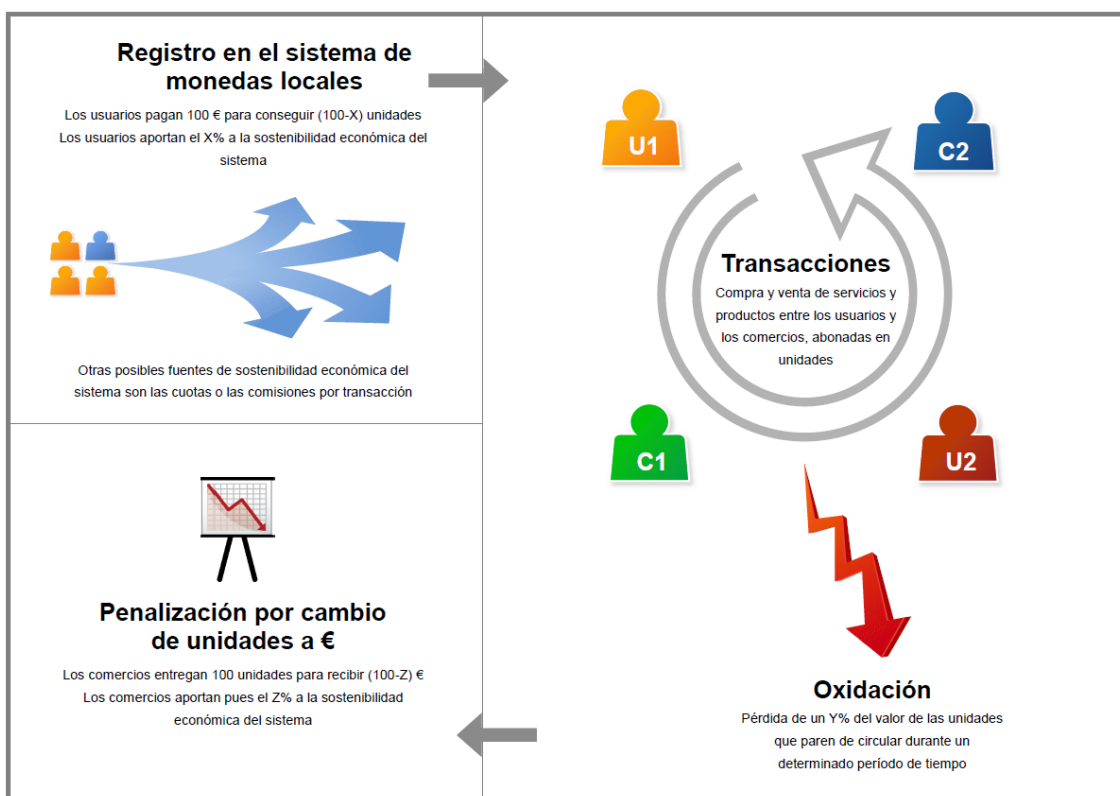 Registro en el sistema de
monedas locales
Los usuarios pagan 100 € para conseguir (100-X) unidades
Los usuarios aportan el X% a la sostenibilidad económica del
sistema
Otras posibles fuentes de sostenibilidad económica del
sistema son las cuotas o las comisiones por transacción
U1
C2
Transacciones
Compra y venta de servicios y
productos entre los usuarios y
los comercios, abonadas en
unidades
C1
U2
Oxidación
Pérdida de un Y% del valor de las unidades
que paren de circular durante un
determinado período de tiempo
Penalización por cambio
de unidades a €
Los comercios entregan 100 unidades para recibir (100-Z) €
Los comercios aportan pues el Z% a la sostenibilidad
económica del sistema